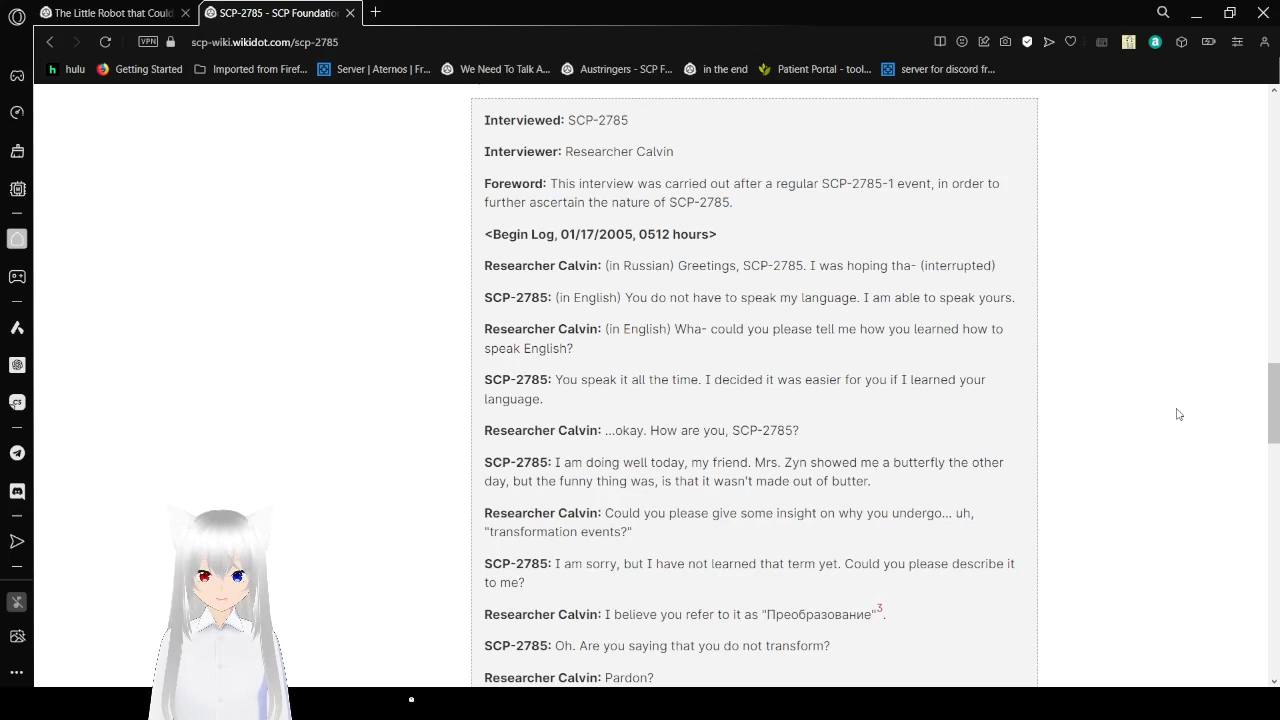 The Little Robot that Could
SCP-2785 - SCP Foundation
VPN
scp-wiki.wikidot.com/scp-2785
hulu
Getting Started
Imported from Firef...
Server | Aternos | Fr...
We Need To Talk A...
Austringers - SCP F...
in the end
Patient Portal - tool...
server for discord fr...
Interviewed: SCP-2785
Interviewer: Researcher Calvin
Foreword: This interview was carried out after a regular SCP-2785-1 event, in order to
further ascertain the nature of SCP-2785.
<Begin Log, 01/17/2005, 0512 hours>
Researcher Calvin: (in Russian) Greetings, SCP-2785. I was hoping tha- (interrupted)
SCP-2785: (in English) You do not have to speak my language. I am able to speak yours.
Researcher Calvin: (in English) Wha- could you please tell me how you learned how to
speak English?
SCP-2785: You speak it all the time. I decided it was easier for you if I learned your
language.
Researcher Calvin: ...okay. How are you, SCP-2785?
SCP-2785: I am doing well today, my friend. Mrs. Zyn showed me a butterfly the other
day, but the funny thing was, is that it wasn't made out of butter.
Researcher Calvin: Could you please give some insight on why you undergo... uh,
"transformation events?"
SCP-2785: I am sorry, but I have not learned that term yet. Could you please describe it
to me?
Researcher Calvin: I believe you refer to it as "Преобразование"3.
SCP-2785: Oh. Are you saying that you do not transform?
Researcher Calvin: Pardon?